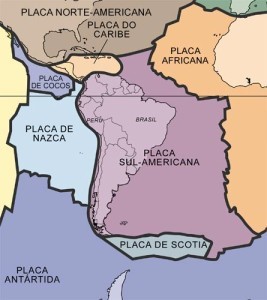 PLACA NORTE-AMERICANA
PLACA DO
CARIBE
PLACA
AFRICANA
PLACA
DE COCOS
PLACA DE
NAZCA
PERU
BRASIL
PLACA
SUL-AMERICANA
PLACA DE SCOTIA
PLACA
ANTÁRTIDA